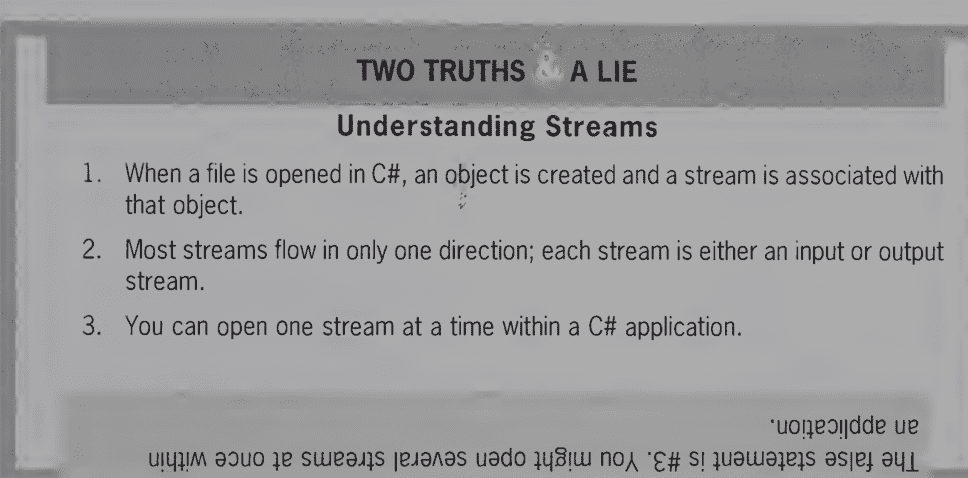 TWO TRUTHS & A LIE
Understanding Streams
1. When a file is opened in C#, an object is created and a stream is associated with
that object.
2. Most streams flow in only one direction; each stream is either an input or output
stream.
3. You can open one stream at a time within a C# application.
The false statement is #3. You might open several streams at once within
an application.